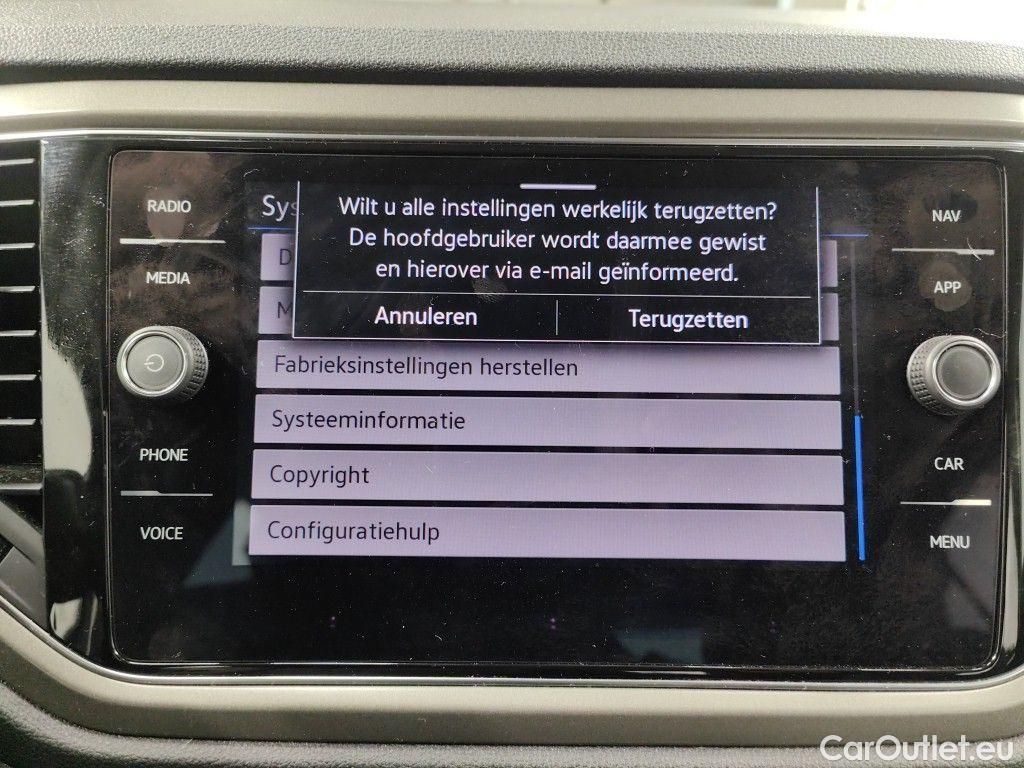 RADIO
MEDIA
PHONE
VOICE
Wilt u alle instellingen werkelijk terugzetten?
De hoofdgebruiker wordt daarmee gewist
en hierover via e-mail geïnformeerd.
Annuleren Terugzetten
Fabrieksinstellingen herstellen
Systeeminformatie
Copyright
Configuratiehulp
NAV
APP
CAR
MENU
CarOutlet.eu